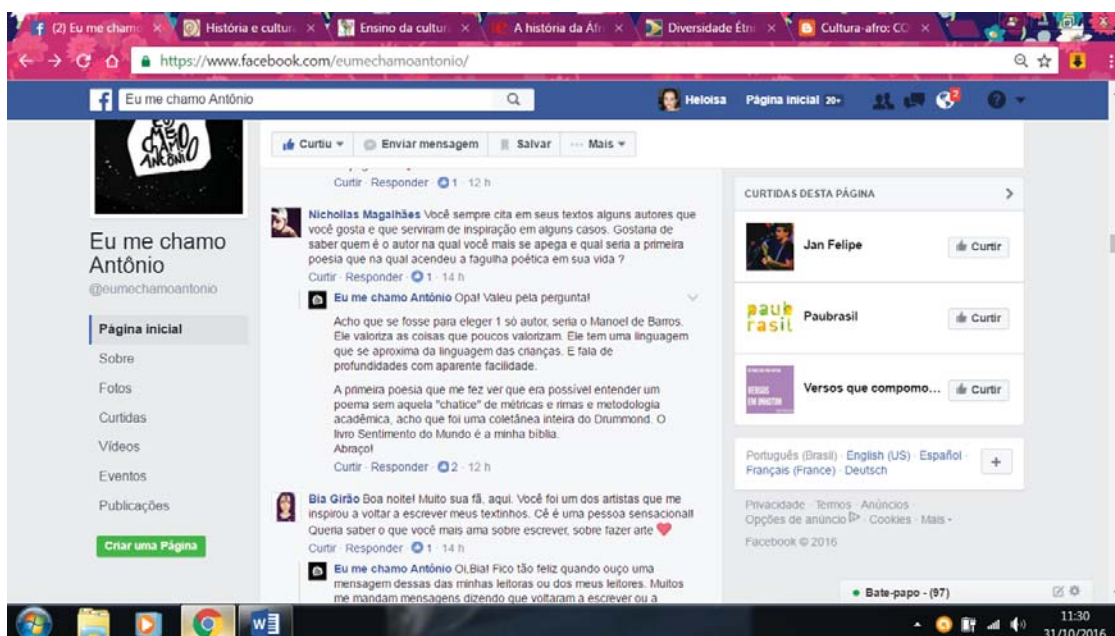 (2) Eu me chamo
História e cultur
Ensino da cultur
A história da Áfri
Diversidade Étni
Cultura-afro: CO
https://www.facebook.com/eumechamoantonio/
Eu me chamo Antônio
Heloisa
Página inicial 20+
2
EU ME CHAMO ANTÔNIO
Curtiu
Enviar mensagem
Salvar
Mais
Curtir · Responder · 1 · 12 h
Nichollas Magalhães Você sempre cita em seus textos alguns autores que
você gosta e que serviram de inspiração em alguns casos. Gostaria de
saber quem é o autor na qual você mais se apega e qual seria a primeira
poesia que na qual acendeu a fagulha poética em sua vida ?
Curtir · Responder · 1 · 14 h
Eu me chamo Antônio Opa! Valeu pela pergunta!
Acho que se fosse para eleger 1 só autor, seria o Manoel de Barros.
Ele valoriza as coisas que poucos valorizam. Ele tem uma linguagem
que se aproxima da linguagem das crianças. E fala de
profundidades com aparente facilidade.
A primeira poesia que me fez ver que era possível entender um
poema sem aquela "chatice" de métricas e rimas e metodologia
acadêmica, acho que foi uma coletânea inteira do Drummond. O
livro Sentimento do Mundo é a minha bíblia.
Abraço!
Curtir · Responder · 2 · 12 h
Bia Girão Boa noite! Muito sua fã, aqui. Você foi um dos artistas que me
inspirou a voltar a escrever meus textinhos. Cê é uma pessoa sensacional!
Queria saber o que você mais ama sobre escrever, sobre fazer arte
Curtir · Responder · 1 · 14 h
Eu me chamo Antônio Oi,Bia! Fico tão feliz quando ouço uma
mensagem dessas das minhas leitoras ou dos meus leitores. Muitos
me mandam mensagens dizendo que voltaram a escrever ou a
Eu me chamo
Antônio
@eumechamoantonio
Página inicial
Sobre
Fotos
Curtidas
Vídeos
Eventos
Publicações
Criar uma Página
CURTIDAS DESTA PÁGINA
Jan Felipe
Curtir
pau b
rasil
Paubrasil
Curtir
Versos que compomo...
Curtir
Português (Brasil) · English (US) · Español ·
Français (France) · Deutsch
Privacidade · Termos · Anúncios ·
Opções de anúncio · Cookies · Mais
Facebook © 2016
Bate-papo - (97)
11:30
31/10/2016